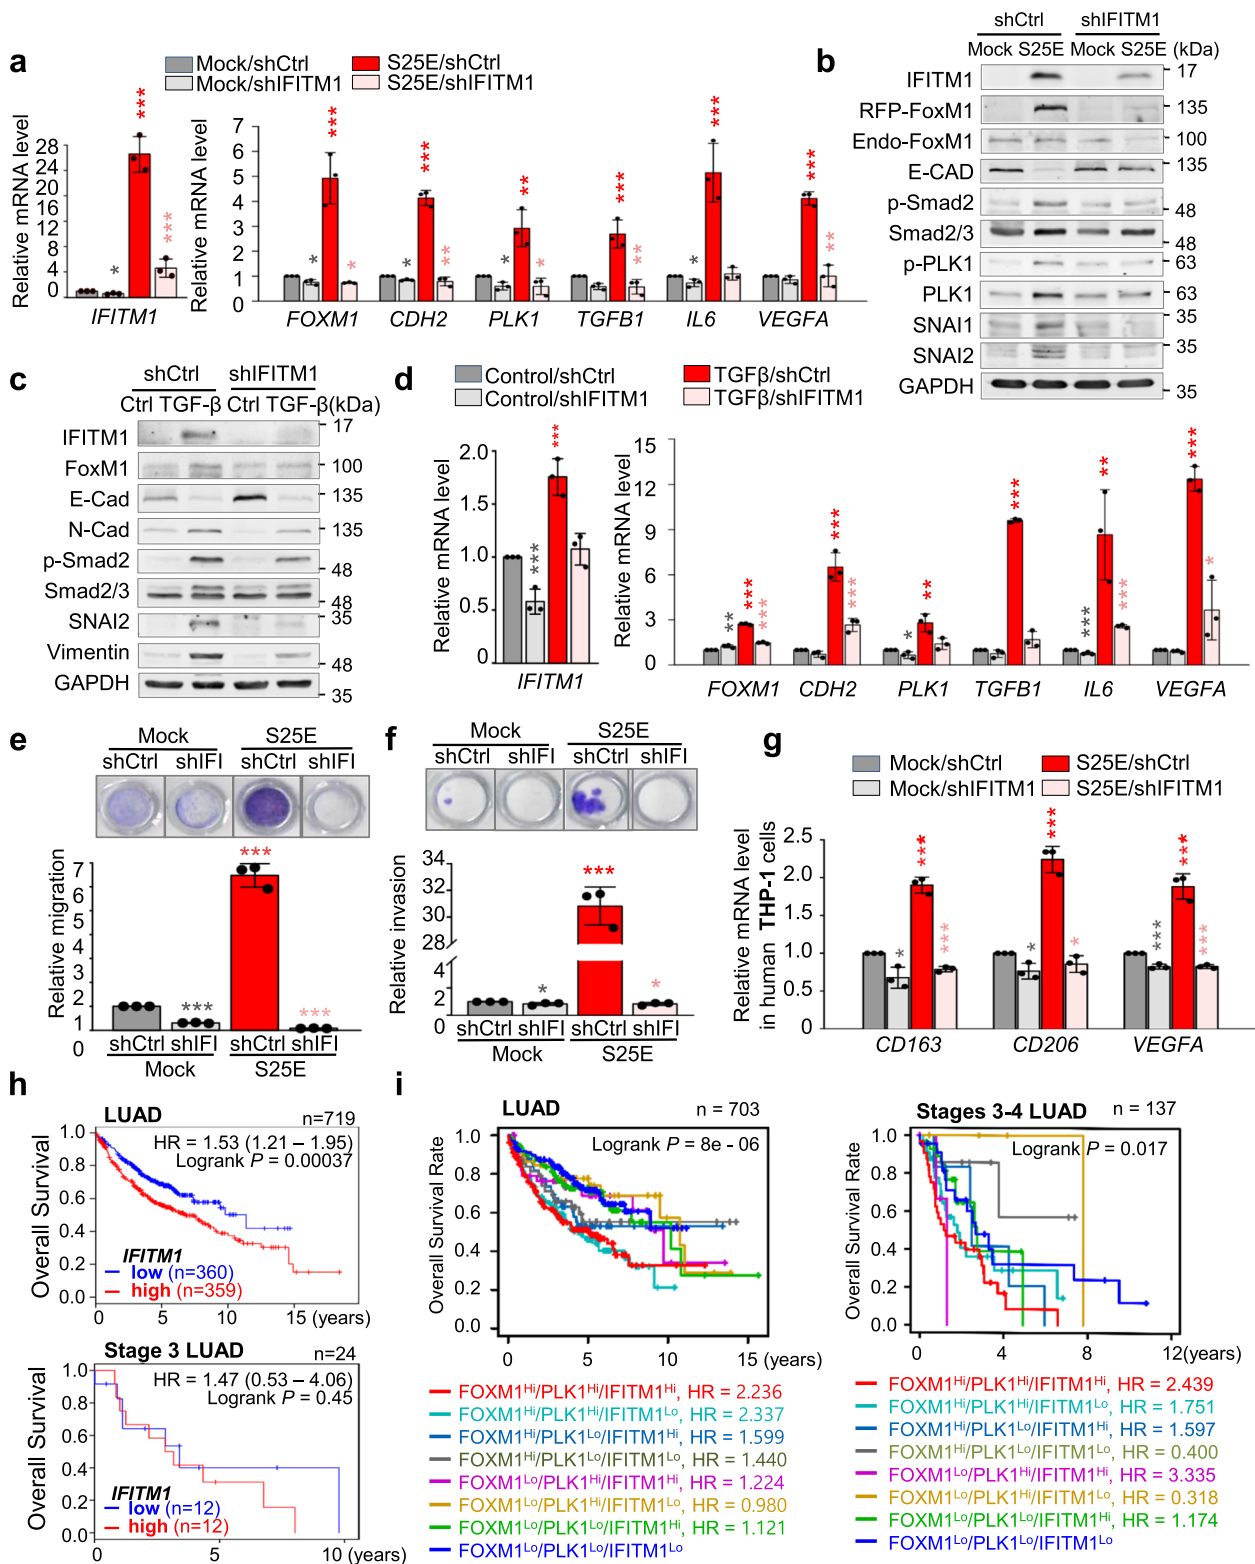 a
Mock/shCtrl
S25E/shCtrl
Mock/shIFITM1
S25E/shIFITM1
Relative mRNA level
28
24
20
16
12
8
4
0
*
***
***
IFITM1
Relative mRNA level
7
6
5
4
3
2
1
0
* *** *
* *** **
* ** *
*** **
* ***
*** **
FOXM1 CDH2 PLK1 TGFB1 IL6 VEGFA
b
shCtrl shIFITM1
Mock S25E Mock S25E (kDa)
IFITM1 17
RFP-FoxM1 135
Endo-FoxM1 100
E-CAD 135
p-Smad2 48
Smad2/3 48
p-PLK1 63
PLK1 63
SNAI1 35
SNAI2 35
GAPDH 35
c
shCtrl shIFITM1
Ctrl TGF-β Ctrl TGF-β(kDa)
IFITM1 17
FoxM1 100
E-Cad 135
N-Cad 135
p-Smad2 48
Smad2/3 48
SNAI2 35
Vimentin 48
GAPDH 35
d
Control/shCtrl
TGFβ/shCtrl
Control/shIFITM1
TGFβ/shIFITM1
Relative mRNA level
2.0
1.5
1.0
0.5
0
*** ***
IFITM1
Relative mRNA level
15
12
9
6
3
0
** *** ***
*** ***
* **
***
*** ** ***
*** *
FOXM1 CDH2 PLK1 TGFB1 IL6 VEGFA
e
Mock S25E
shCtrl shIFI shCtrl shIFI
Relative migration
7
6
5
4
3
2
1
0
*** *** ***
shCtrl shIFI shCtrl shIFI
Mock S25E
f
Mock S25E
shCtrl shIFI shCtrl shIFI
Relative invasion
34
32
30
28
2
0
* *** *
shCtrl shIFI shCtrl shIFI
Mock S25E
g
Mock/shCtrl
S25E/shCtrl
Mock/shIFITM1
S25E/shIFITM1
Relative mRNA level
in human THP-1 cells
2.5
2.0
1.5
1.0
0.5
0
* *** ***
* *** *
*** *** ***
CD163 CD206 VEGFA
h
LUAD n=719
HR = 1.53 (1.21 – 1.95)
Logrank P = 0.00037
Overall Survival
1.0
0.8
0.6
0.4
0.2
0.0
IFITM1
low (n=360)
high (n=359)
0 5 10 15 (years)
Stage 3 LUAD n=24
HR = 1.47 (0.53 – 4.06)
Logrank P = 0.45
Overall Survival
1.0
0.8
0.6
0.4
0.2
0.0
IFITM1
low (n=12)
high (n=12)
0 5 10 (years)
i
LUAD n = 703
Logrank P = 8e - 06
Overall Survival Rate
1.0
0.8
0.6
0.4
0.2
0.0
0 5 10 15 (years)
FOXM1Hi/PLK1Hi/IFITM1Hi, HR = 2.236
FOXM1Hi/PLK1Hi/IFITM1Lo, HR = 2.337
FOXM1Hi/PLK1Lo/IFITM1Hi, HR = 1.599
FOXM1Hi/PLK1Lo/IFITM1Lo, HR = 1.440
FOXM1Lo/PLK1Hi/IFITM1Hi, HR = 1.224
FOXM1Lo/PLK1Hi/IFITM1Lo, HR = 0.980
FOXM1Lo/PLK1Lo/IFITM1Hi, HR = 1.121
FOXM1Lo/PLK1Lo/IFITM1Lo
Stages 3-4 LUAD n = 137
Logrank P = 0.017
Overall Survival Rate
1.0
0.8
0.6
0.4
0.2
0.0
0 2 4 6 8 12(years)
FOXM1Hi/PLK1Hi/IFITM1Hi, HR = 2.439
FOXM1Hi/PLK1Hi/IFITM1Lo, HR = 1.751
FOXM1Hi/PLK1Lo/IFITM1Hi, HR = 1.597
FOXM1Hi/PLK1Lo/IFITM1Lo, HR = 0.400
FOXM1Lo/PLK1Hi/IFITM1Hi, HR = 3.335
FOXM1Lo/PLK1Hi/IFITM1Lo, HR = 0.318
FOXM1Lo/PLK1Lo/IFITM1Hi, HR = 1.174
FOXM1Lo/PLK1Lo/IFITM1Lo